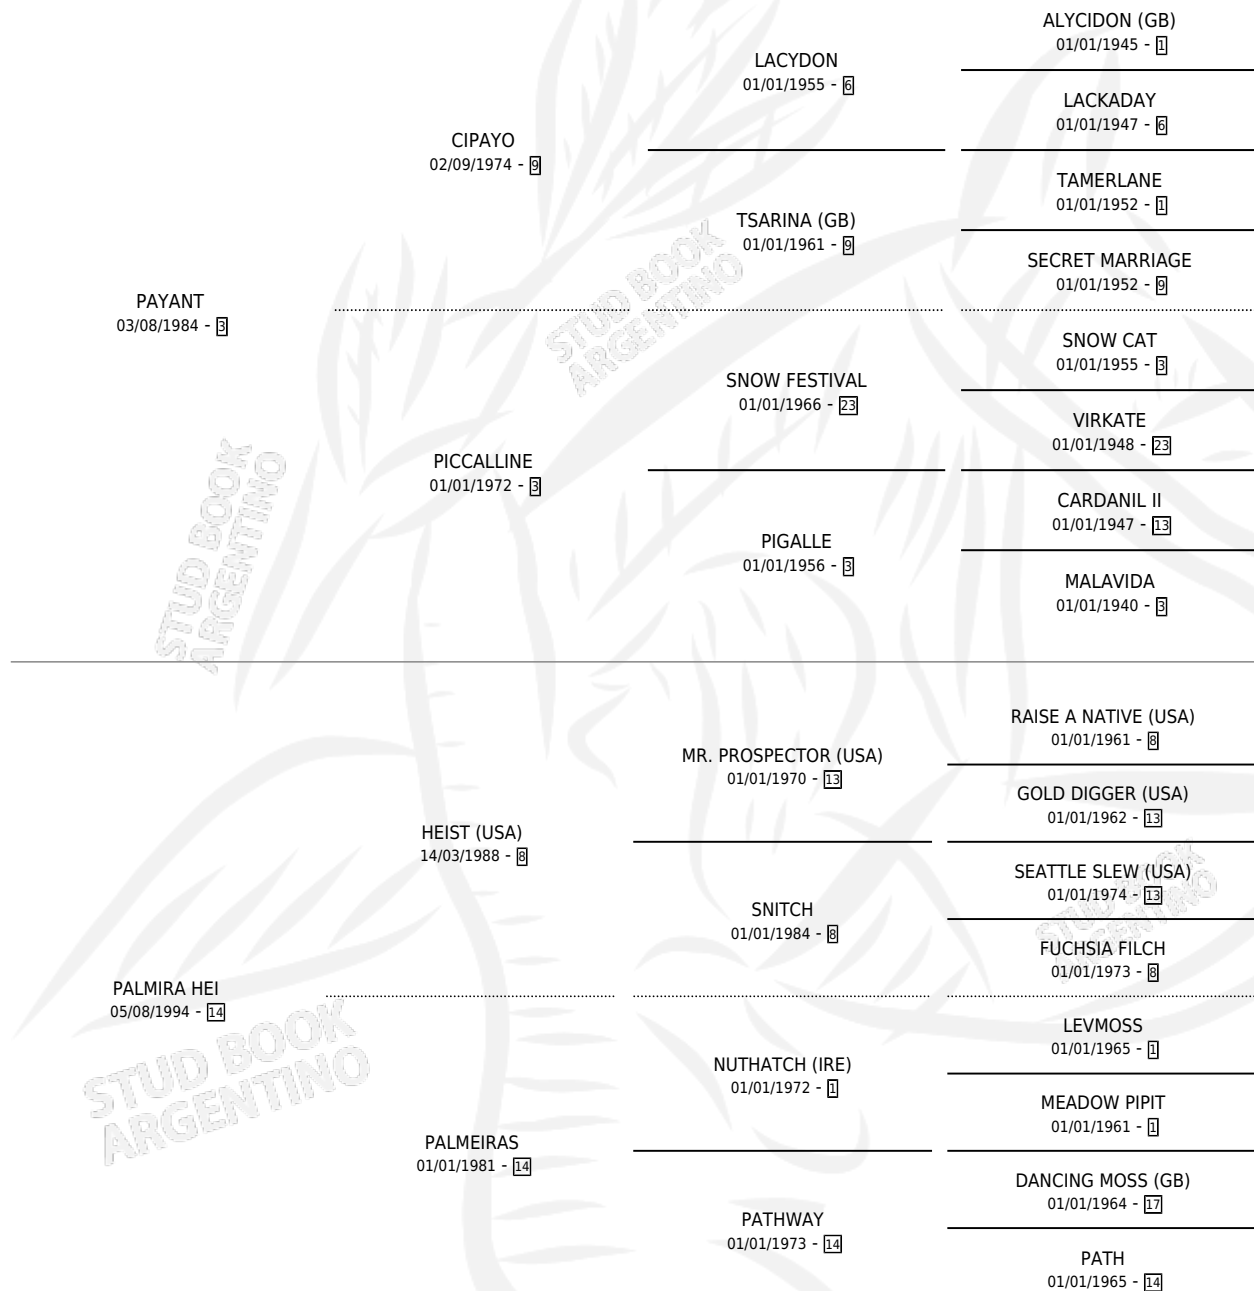 ALYCIDON (GB)
01/01/1945 - 1
LACYDON
01/01/1955 - 6
LACKADAY
01/01/1947 - 6
CIPAYO
02/09/1974 - 9
TAMERLANE
01/01/1952 - 1
TSARINA (GB)
01/01/1961 - 9
SECRET MARRIAGE
01/01/1952 - 9
PAYANT
03/08/1984 - 3
STUD BOOK
ARGENTINO
SNOW CAT
01/01/1955 - 3
SNOW FESTIVAL
01/01/1966 - 23
VIRKATE
01/01/1948 - 23
PICCALLINE
01/01/1972 - 3
CARDANIL II
01/01/1947 - 13
PIGALLE
01/01/1956 - 3
MALAVIDA
01/01/1940 - 3
STUD BOOK
ARGENTINO
RAISE A NATIVE (USA)
01/01/1961 - 8
MR. PROSPECTOR (USA)
01/01/1970 - 13
GOLD DIGGER (USA)
01/01/1962 - 13
HEIST (USA)
14/03/1988 - 8
SEATTLE SLEW (USA)
01/01/1974 - 13
STUD BOOK
ARGENTINO
SNITCH
01/01/1984 - 8
FUCHSIA FILCH
01/01/1973 - 8
PALMIRA HEI
05/08/1994 - 14
STUD BOOK
ARGENTINO
LEVMOSS
01/01/1965 - 1
NUTHATCH (IRE)
01/01/1972 - 1
MEADOW PIPIT
01/01/1961 - 1
PALMEIRAS
01/01/1981 - 14
DANCING MOSS (GB)
01/01/1964 - 17
PATHWAY
01/01/1973 - 14
PATH
01/01/1965 - 14